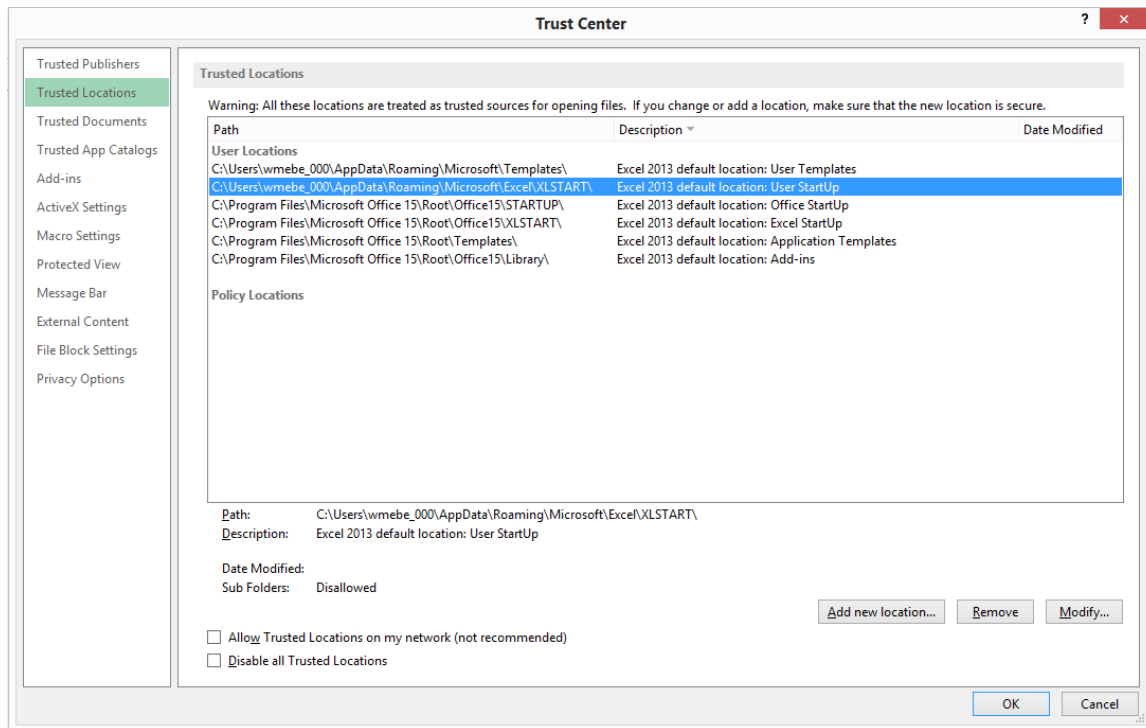 Trust Center
?
Trusted Publishers
Trusted Locations
Trusted Documents
Trusted App Catalogs
Add-ins
ActiveX Settings
Macro Settings
Protected View
Message Bar
External Content
File Block Settings
Privacy Options
Trusted Locations
Warning: All these locations are treated as trusted sources for opening files.  If you change or add a location, make sure that the new location is secure.
Path Description Date Modified
User Locations
C:\Users\wmebe_000\AppData\Roaming\Microsoft\Templates\ Excel 2013 default location: User Templates
C:\Users\wmebe_000\AppData\Roaming\Microsoft\Excel\XLSTART\ Excel 2013 default location: User StartUp
C:\Program Files\Microsoft Office 15\Root\Office15\STARTUP\ Excel 2013 default location: Office StartUp
C:\Program Files\Microsoft Office 15\Root\Office15\XLSTART\ Excel 2013 default location: Excel StartUp
C:\Program Files\Microsoft Office 15\Root\Templates\ Excel 2013 default location: Application Templates
C:\Program Files\Microsoft Office 15\Root\Office15\Library\ Excel 2013 default location: Add-ins
Policy Locations
Path: C:\Users\wmebe_000\AppData\Roaming\Microsoft\Excel\XLSTART\
Description: Excel 2013 default location: User StartUp
Date Modified:
Sub Folders: Disallowed
Add new location... Remove Modify...
Allow Trusted Locations on my network (not recommended)
Disable all Trusted Locations
OK Cancel